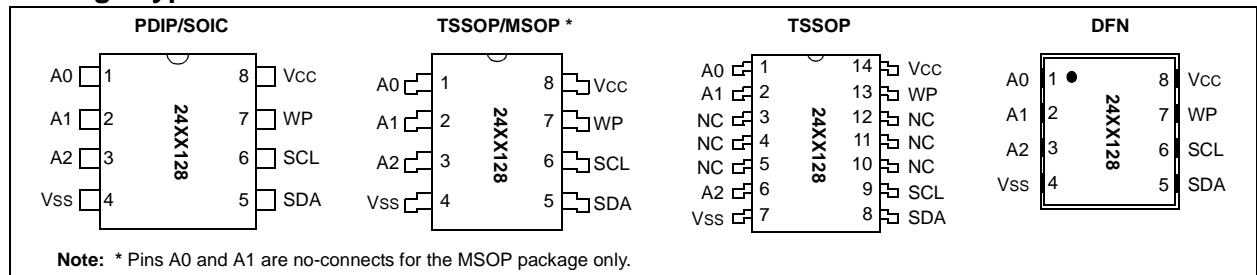 PDIP/SOIC
A0 1 8 VCC
A1 2 7 WP
A2 3 6 SCL
VSS 4 5 SDA
24XX128
TSSOP/MSOP *
A0 1 8 VCC
A1 2 7 WP
A2 3 6 SCL
VSS 4 5 SDA
24XX128
TSSOP
A0 1 14 VCC
A1 2 13 WP
NC 3 12 NC
NC 4 11 NC
NC 5 10 NC
A2 6 9 SCL
VSS 7 8 SDA
24XX128
DFN
A0 1 8 VCC
A1 2 7 WP
A2 3 6 SCL
VSS 4 5 SDA
24XX128
Note: * Pins A0 and A1 are no-connects for the MSOP package only.